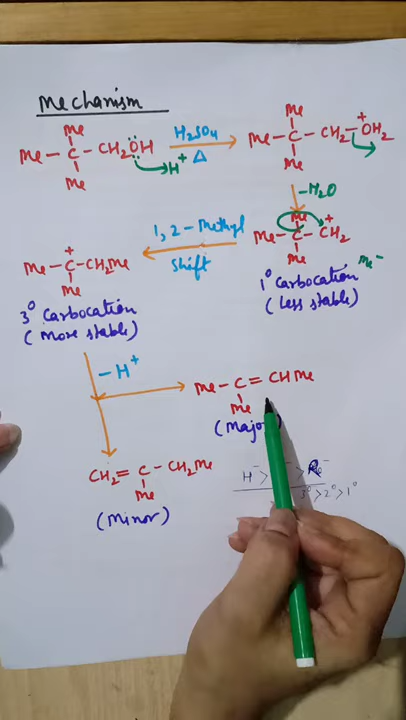 Mechanism
Me - C - CH₂ÖH
Me
Me
H⁺
H₂SO₄
Δ
Me - C - CH₂ - OH₂
Me
Me
+
- H₂O
Me - C - CH₂
Me
Me
+
Me⁻
1° Carbocation
(Less stable)
1,2-Methyl
Shift
Me - C - CH₂Me
+
Me
3° Carbocation
(More stable)
- H⁺
Me - C = CHMe
Me
(Major)
CH₂ = C - CH₂Me
Me
(Minor)
H⁻ >
3° > 2° > 1°